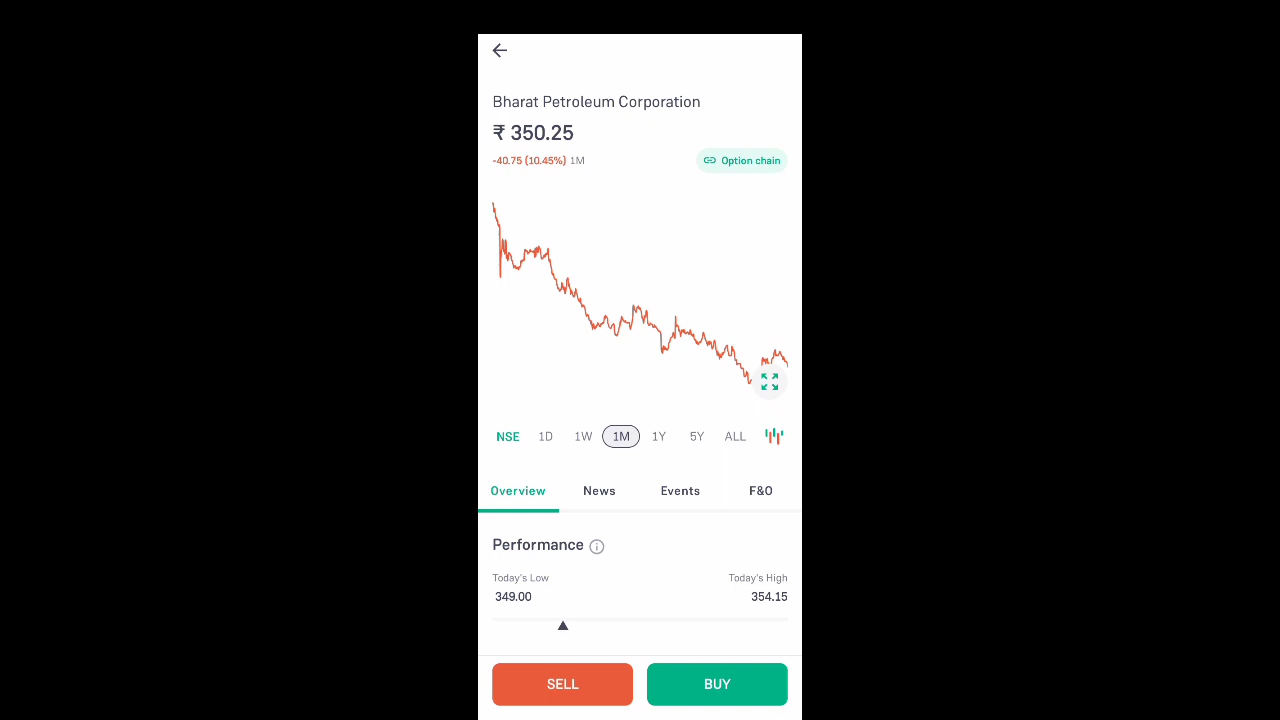 Bharat Petroleum Corporation
₹ 350.25
-40.75 (10.45%) 1M
Option chain
NSE 1D 1W 1M 1Y 5Y ALL
Overview News Events F&O
Performance
Today's Low Today's High
349.00 354.15
SELL BUY